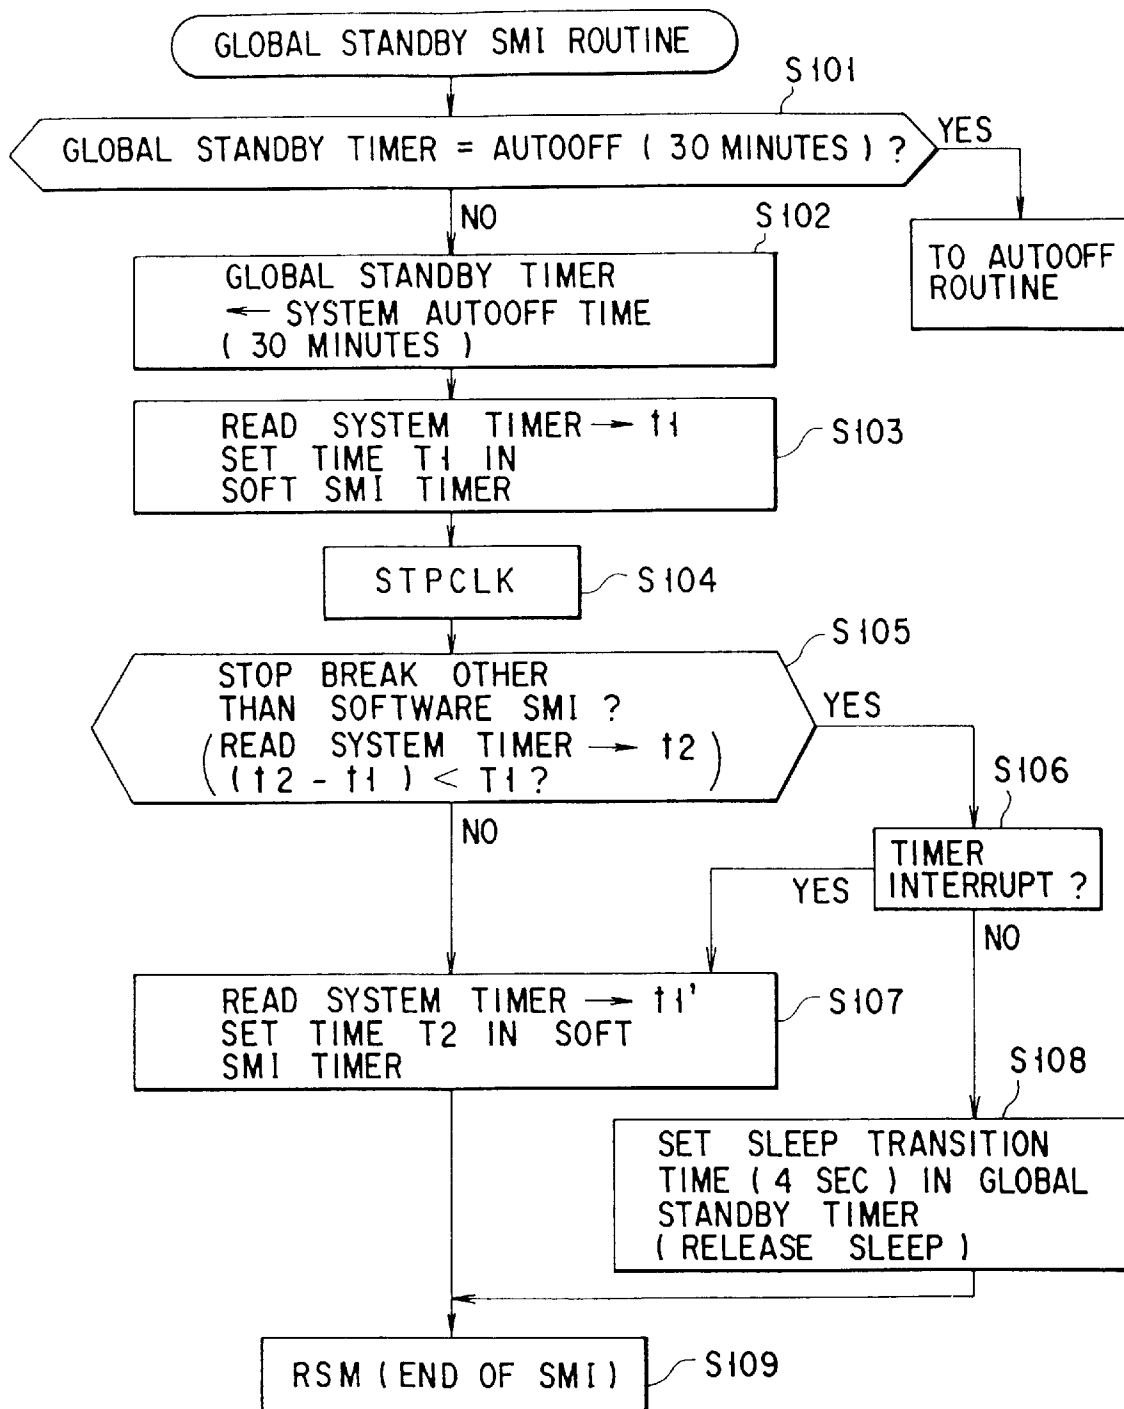 GLOBAL STANDBY SMI ROUTINE
S101
GLOBAL STANDBY TIMER = AUTOOFF ( 30 MINUTES ) ?
YES
NO
TO AUTOOFF
ROUTINE
S102
GLOBAL STANDBY TIMER
← SYSTEM AUTOOFF TIME
( 30 MINUTES )
READ SYSTEM TIMER → t1
SET TIME T1 IN
SOFT SMI TIMER
S103
STPCLK
S104
S105
STOP BREAK OTHER
THAN SOFTWARE SMI ?
(READ SYSTEM TIMER → t2
(t2 - t1 ) < T1 ? )
YES
NO
S106
TIMER
INTERRUPT ?
YES
NO
READ SYSTEM TIMER → t1'
SET TIME T2 IN SOFT
SMI TIMER
S107
S108
SET SLEEP TRANSITION
TIME ( 4 SEC ) IN GLOBAL
STANDBY TIMER
( RELEASE SLEEP )
RSM ( END OF SMI )
S109